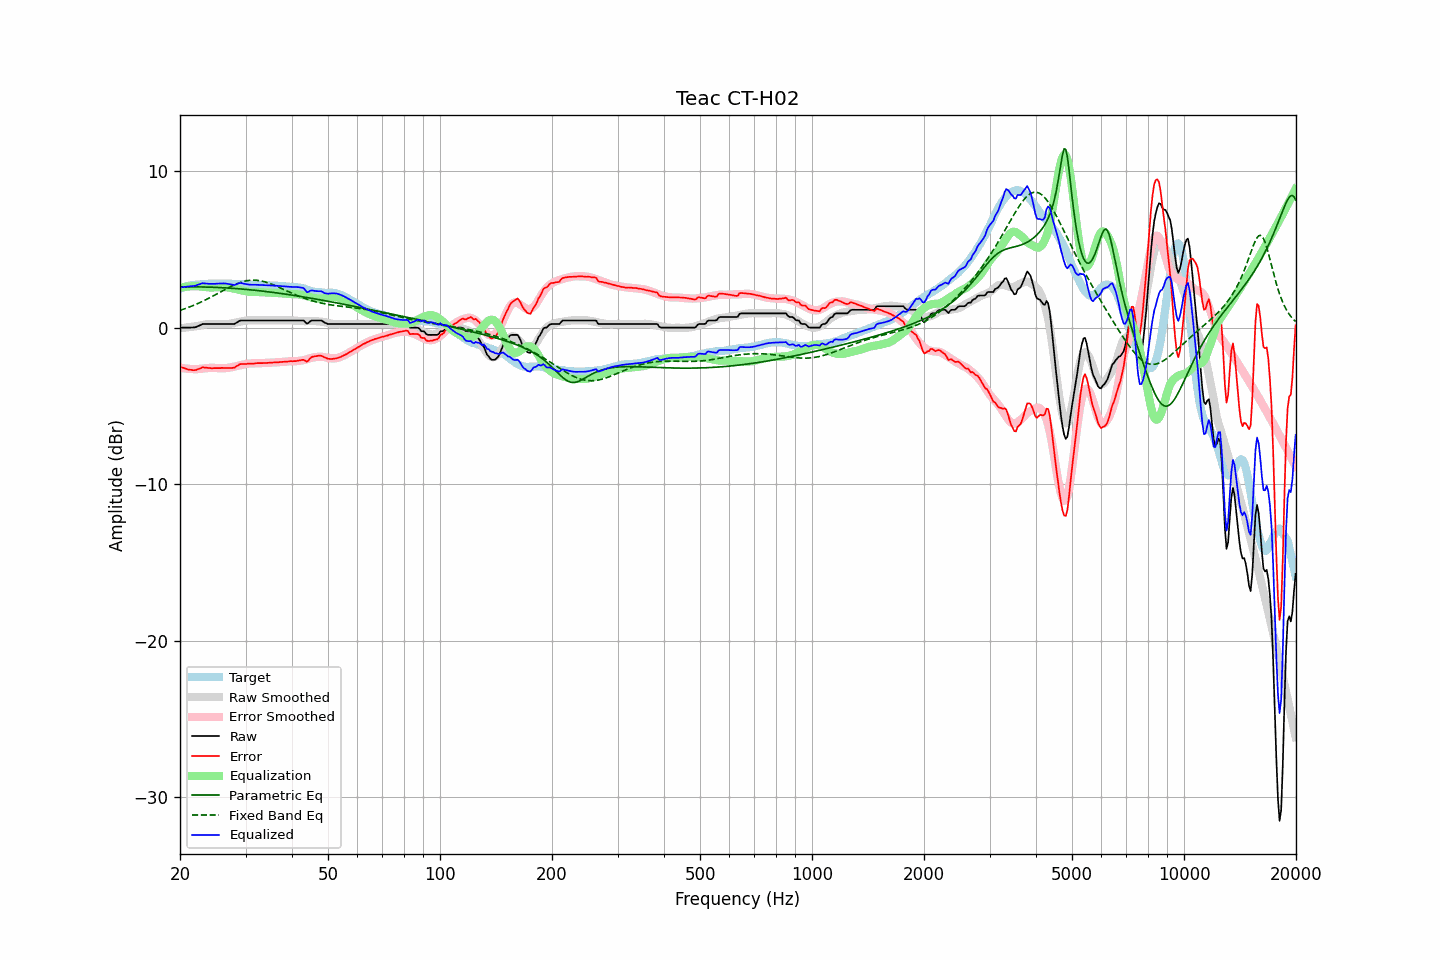 Teac CT-H02
Amplitude (dBr)
10
0
−10
−20
−30
Target
Raw Smoothed
Error Smoothed
Raw
Error
Equalization
Parametric Eq
Fixed Band Eq
Equalized
20 50 100 200 500 1000 2000 5000 10000 20000
Frequency (Hz)